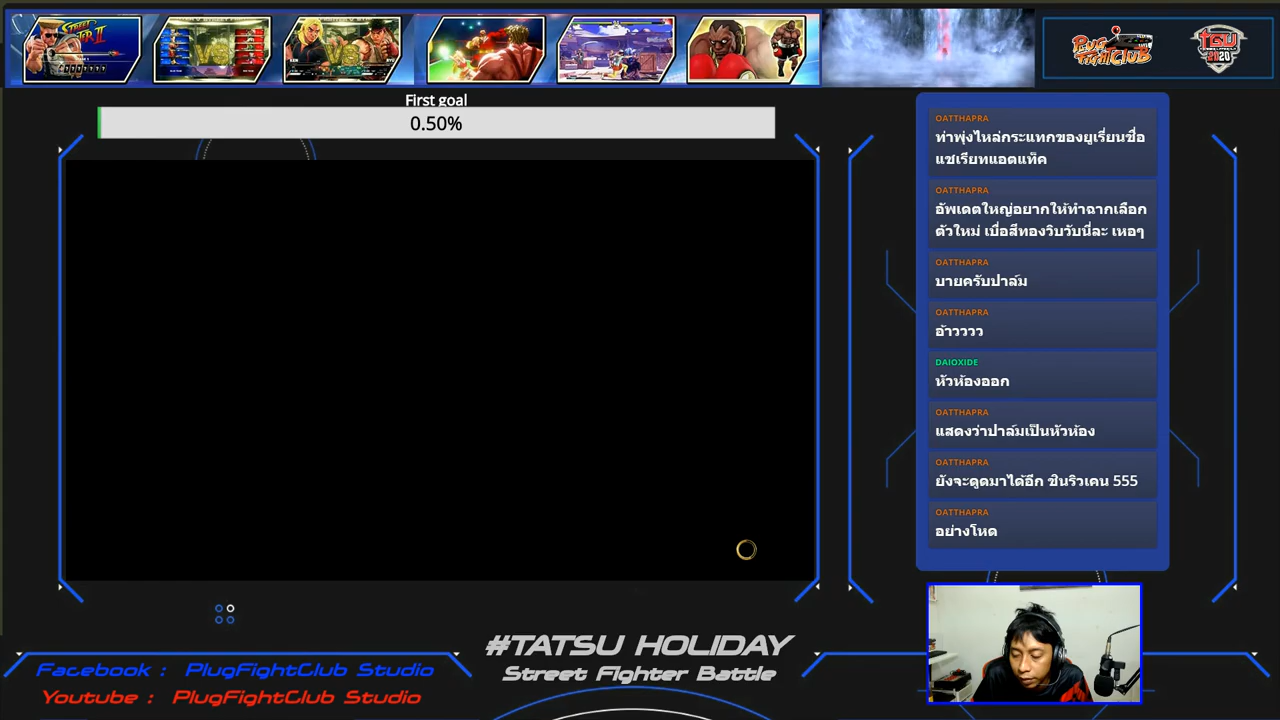 First goal
0.50%
PLUG
FIGHT CLUB
TGU
2020
OATTHAPRA
ท่าพุ่งไหล่กระแทกของยูเรี่ยนชื่อ
แชเรียทแอตแท็ค
OATTHAPRA
อัพเดตใหญ่อยากให้ทำฉากเลือก
ตัวใหม่ เบื่อสีทองวิบวับนี่ละ เหอๆ
OATTHAPRA
บายครับปาล์ม
OATTHAPRA
อ้าวววว
DAIOXIDE
หัวห้องออก
OATTHAPRA
แสดงว่าปาล์มเป็นหัวห้อง
OATTHAPRA
ยังจะดูดมาได้อีก ชินริวเคน 555
OATTHAPRA
อย่างโหด
#TATSU HOLIDAY
Street Fighter Battle
Facebook : PlugFightClub Studio
Youtube : PlugFightClub Studio